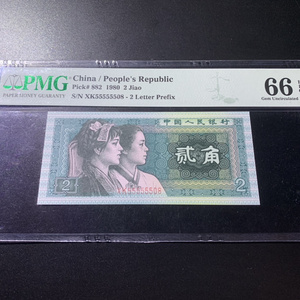 PMG
PAPER MONEY GUARANTY
China / People's Republic
Pick# 882 1980 2 Jiao
S/N XK55555508 - 2 Letter Prefix
66
Gem Uncirculated
中国人民银行
贰角
2
2
XK55555508